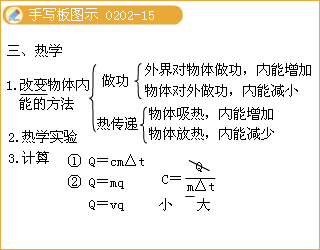 手写板图示 0202-15
三、热学
1.改变物体内能的方法
做功
外界对物体做功，内能增加
物体对外做功，内能减小
热传递
物体吸热，内能增加
物体放热，内能减少
2.热学实验
3.计算
① Q＝cm△t
② Q＝mq
Q＝vq
C＝Q/m△t
小 大